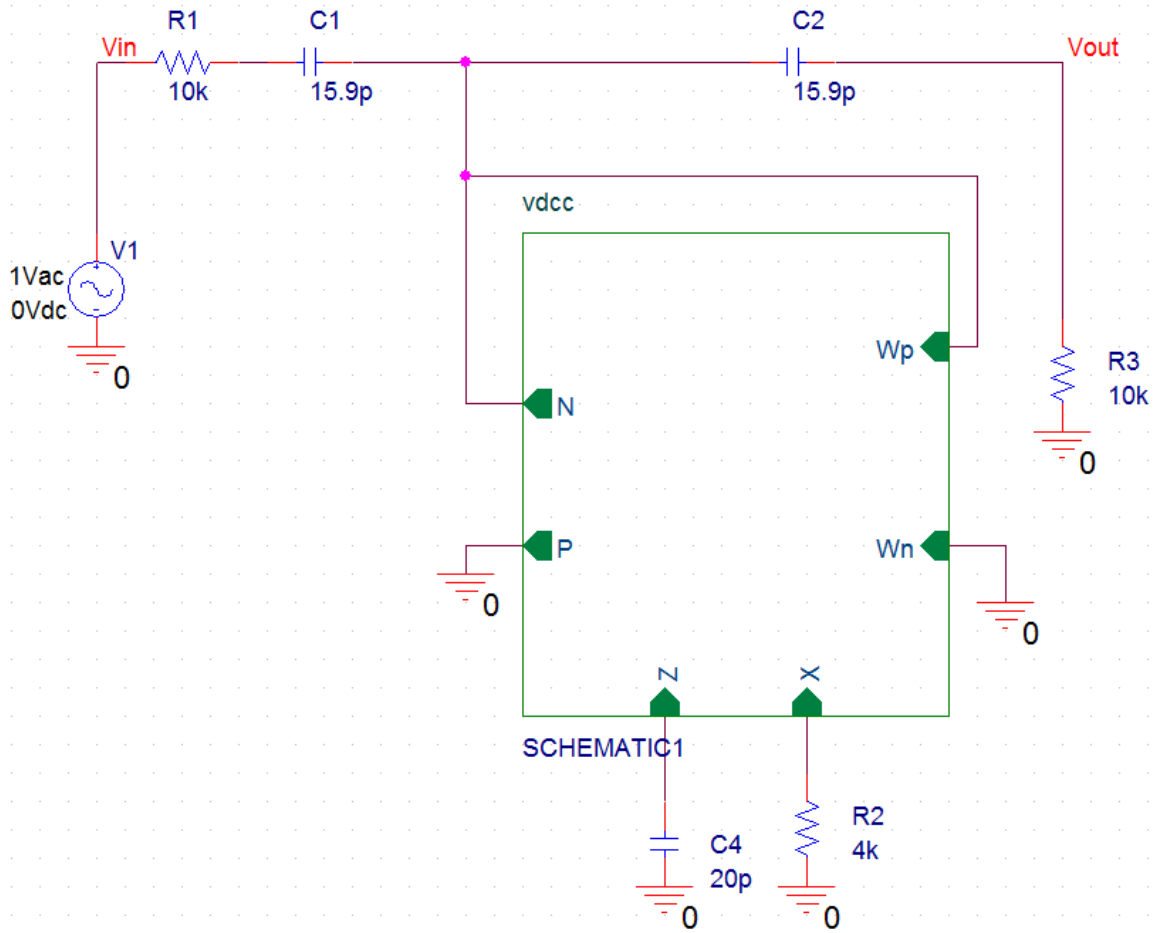 R1
C1
C2
Vin
Vout
10k
15.9p
15.9p
vdcc
V1
1Vac
0Vdc
0
Wp
R3
10k
0
N
P
Wn
0
0
Z
X
SCHEMATIC1
C4
20p
R2
4k
0
0